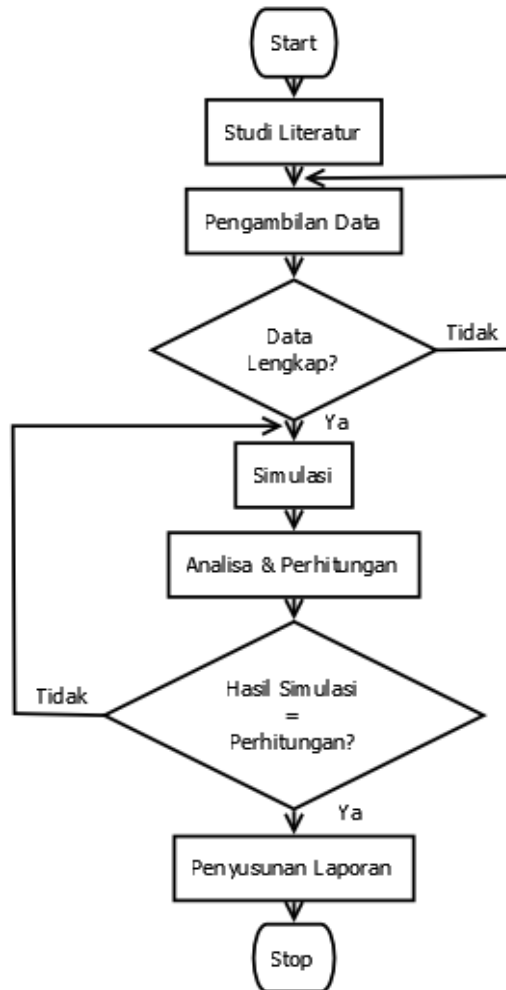 Start
Studi Literatur
Pengambilan Data
Data
Lengkap?
Tidak
Ya
Simulasi
Analisa & Perhitungan
Hasil Simulasi
=
Perhitungan?
Tidak
Ya
Penyusunan Laporan
Stop